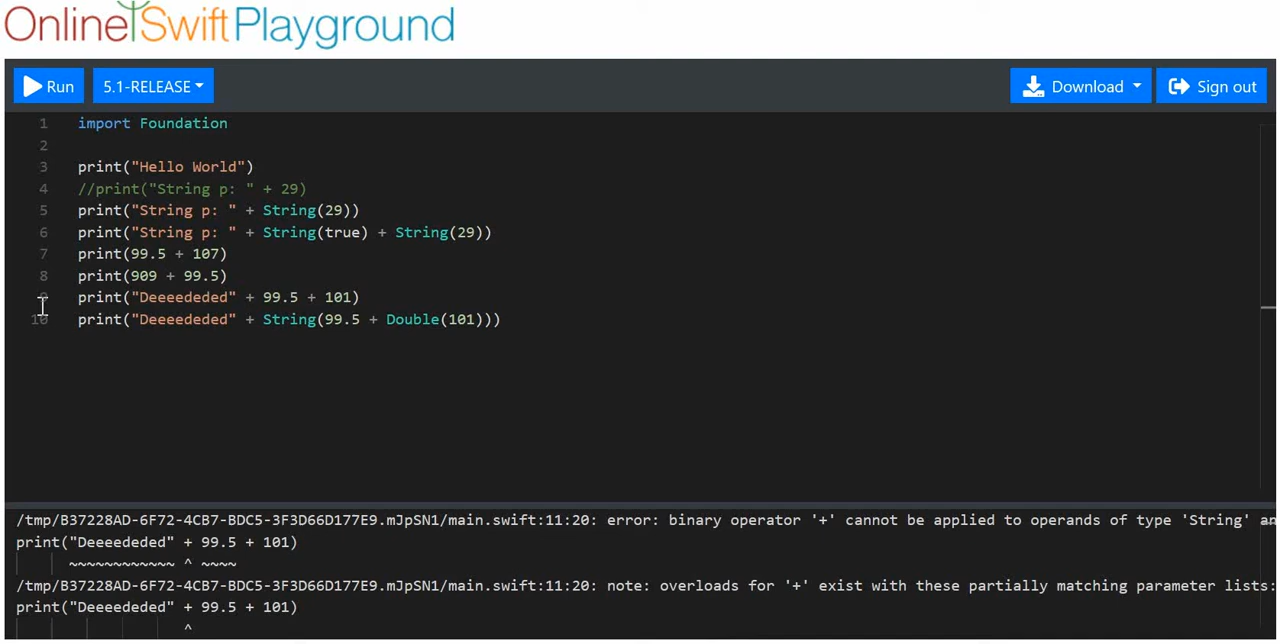 OnlineSwiftPlayground
Run 5.1-RELEASE Download Sign out
1 import Foundation
2
3 print("Hello World")
4 //print("String p: " + 29)
5 print("String p: " + String(29))
6 print("String p: " + String(true) + String(29))
7 print(99.5 + 107)
8 print(909 + 99.5)
9 print("Deeeededed" + 99.5 + 101)
10 print("Deeeededed" + String(99.5 + Double(101)))
/tmp/B37228AD-6F72-4CB7-BDC5-3F3D66D177E9.mJpSN1/main.swift:11:20: error: binary operator '+' cannot be applied to operands of type 'String' an
print("Deeeededed" + 99.5 + 101)
~~~~~~~~~~~~ ^ ~~~~
/tmp/B37228AD-6F72-4CB7-BDC5-3F3D66D177E9.mJpSN1/main.swift:11:20: note: overloads for '+' exist with these partially matching parameter lists:
print("Deeeededed" + 99.5 + 101)
^